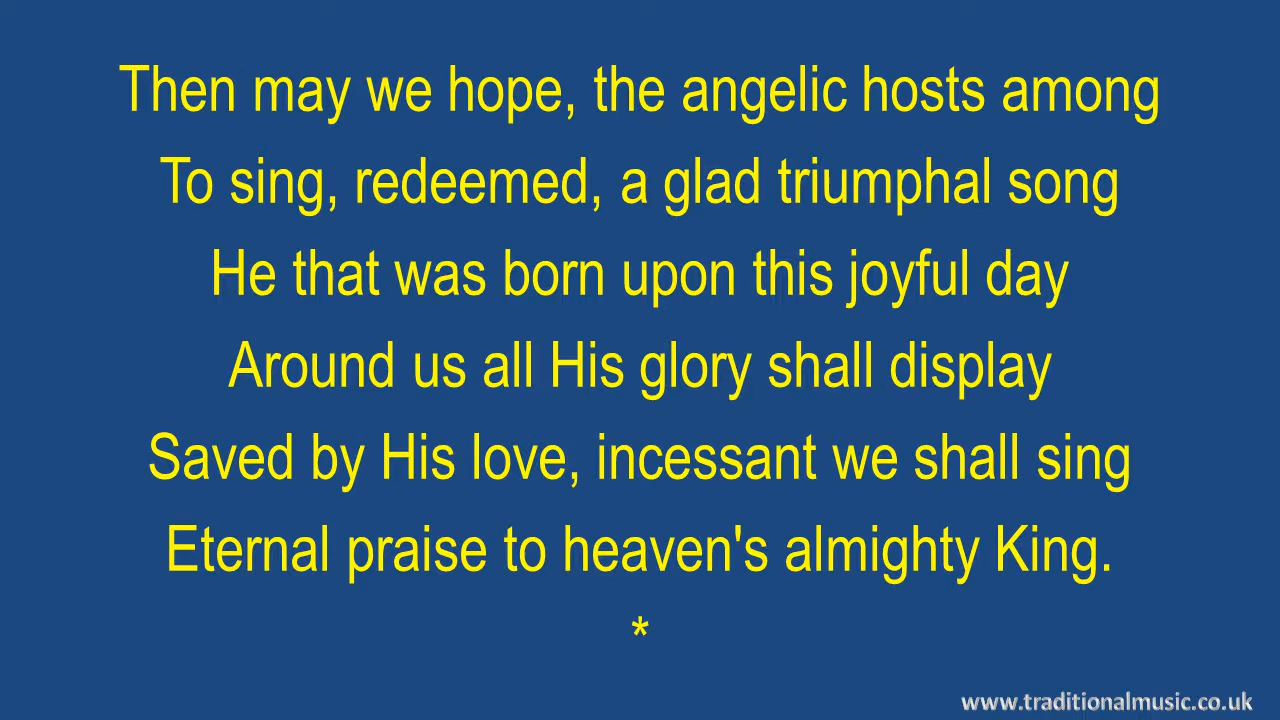 Then may we hope, the angelic hosts among
To sing, redeemed, a glad triumphal song
He that was born upon this joyful day
Around us all His glory shall display
Saved by His love, incessant we shall sing
Eternal praise to heaven's almighty King.
*
www.traditionalmusic.co.uk